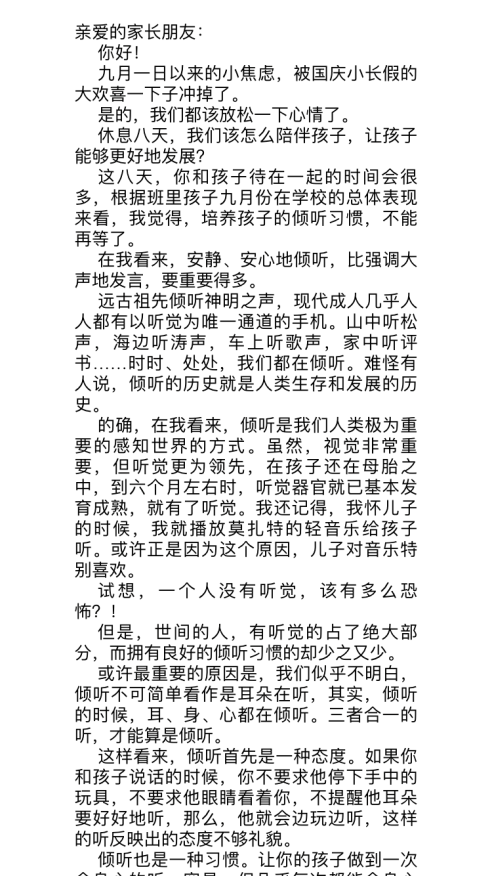 亲爱的家长朋友：
你好！
九月一日以来的小焦虑，被国庆小长假的
大欢喜一下子冲掉了。
是的，我们都该放松一下心情了。
休息八天，我们该怎么陪伴孩子，让孩子
能够更好地发展？
这八天，你和孩子待在一起的时间会很
多，根据班里孩子九月份在学校的总体表现
来看，我觉得，培养孩子的倾听习惯，不能
再等了。
在我看来，安静、安心地倾听，比强调大
声地发言，要重要得多。
远古祖先倾听神明之声，现代成人几乎人
人都有以听觉为唯一通道的手机。山中听松
声，海边听涛声，车上听歌声，家中听评
书……时时、处处，我们都在倾听。难怪有
人说，倾听的历史就是人类生存和发展的历
史。
的确，在我看来，倾听是我们人类极为重
要的感知世界的方式。虽然，视觉非常重
要，但听觉更为领先，在孩子还在母胎之
中，到六个月左右时，听觉器官就已基本发
育成熟，就有了听觉。我还记得，我怀儿子
的时候，我就播放莫扎特的轻音乐给孩子
听。或许正是因为这个原因，儿子对音乐特
别喜欢。
试想，一个人没有听觉，该有多么恐
怖？！
但是，世间的人，有听觉的占了绝大部
分，而拥有良好的倾听习惯的却少之又少。
或许最重要的原因是，我们似乎不明白，
倾听不可简单看作是耳朵在听，其实，倾听
的时候，耳、身、心都在倾听。三者合一的
听，才能算是倾听。
这样看来，倾听首先是一种态度。如果你
和孩子说话的时候，你不要求他停下手中的
玩具，不要求他眼睛看着你，不提醒他耳朵
要好好地听，那么，他就会边玩边听，这样
的听反映出的态度不够礼貌。
倾听也是一种习惯。让你的孩子做到一次